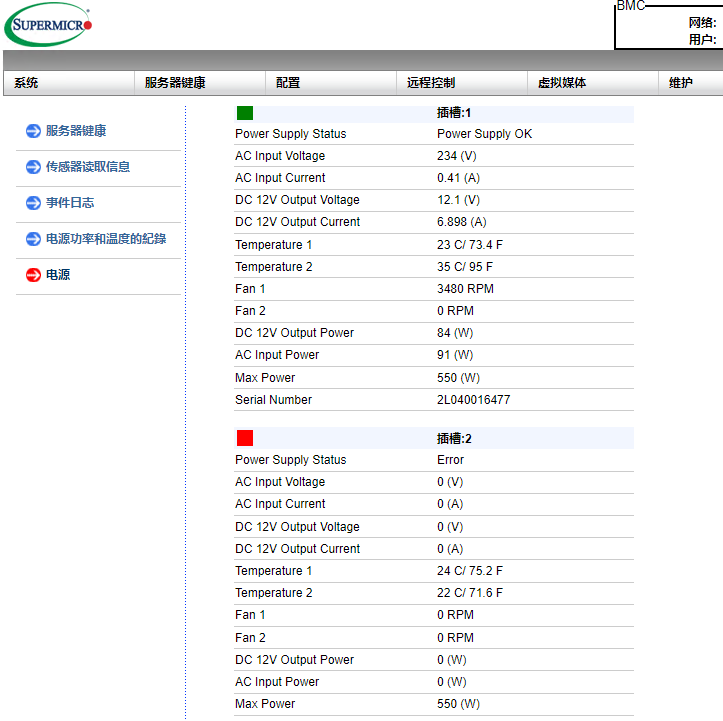 SUPERMICRO
BMC
网络:
用户:
系统 服务器健康 配置 远程控制 虚拟媒体 维护
服务器健康
传感器读取信息
事件日志
电源功率和温度的纪錄
电源
插槽:1
Power Supply Status Power Supply OK
AC Input Voltage 234 (V)
AC Input Current 0.41 (A)
DC 12V Output Voltage 12.1 (V)
DC 12V Output Current 6.898 (A)
Temperature 1 23 C/ 73.4 F
Temperature 2 35 C/ 95 F
Fan 1 3480 RPM
Fan 2 0 RPM
DC 12V Output Power 84 (W)
AC Input Power 91 (W)
Max Power 550 (W)
Serial Number 2L040016477
插槽:2
Power Supply Status Error
AC Input Voltage 0 (V)
AC Input Current 0 (A)
DC 12V Output Voltage 0 (V)
DC 12V Output Current 0 (A)
Temperature 1 24 C/ 75.2 F
Temperature 2 22 C/ 71.6 F
Fan 1 0 RPM
Fan 2 0 RPM
DC 12V Output Power 0 (W)
AC Input Power 0 (W)
Max Power 550 (W)